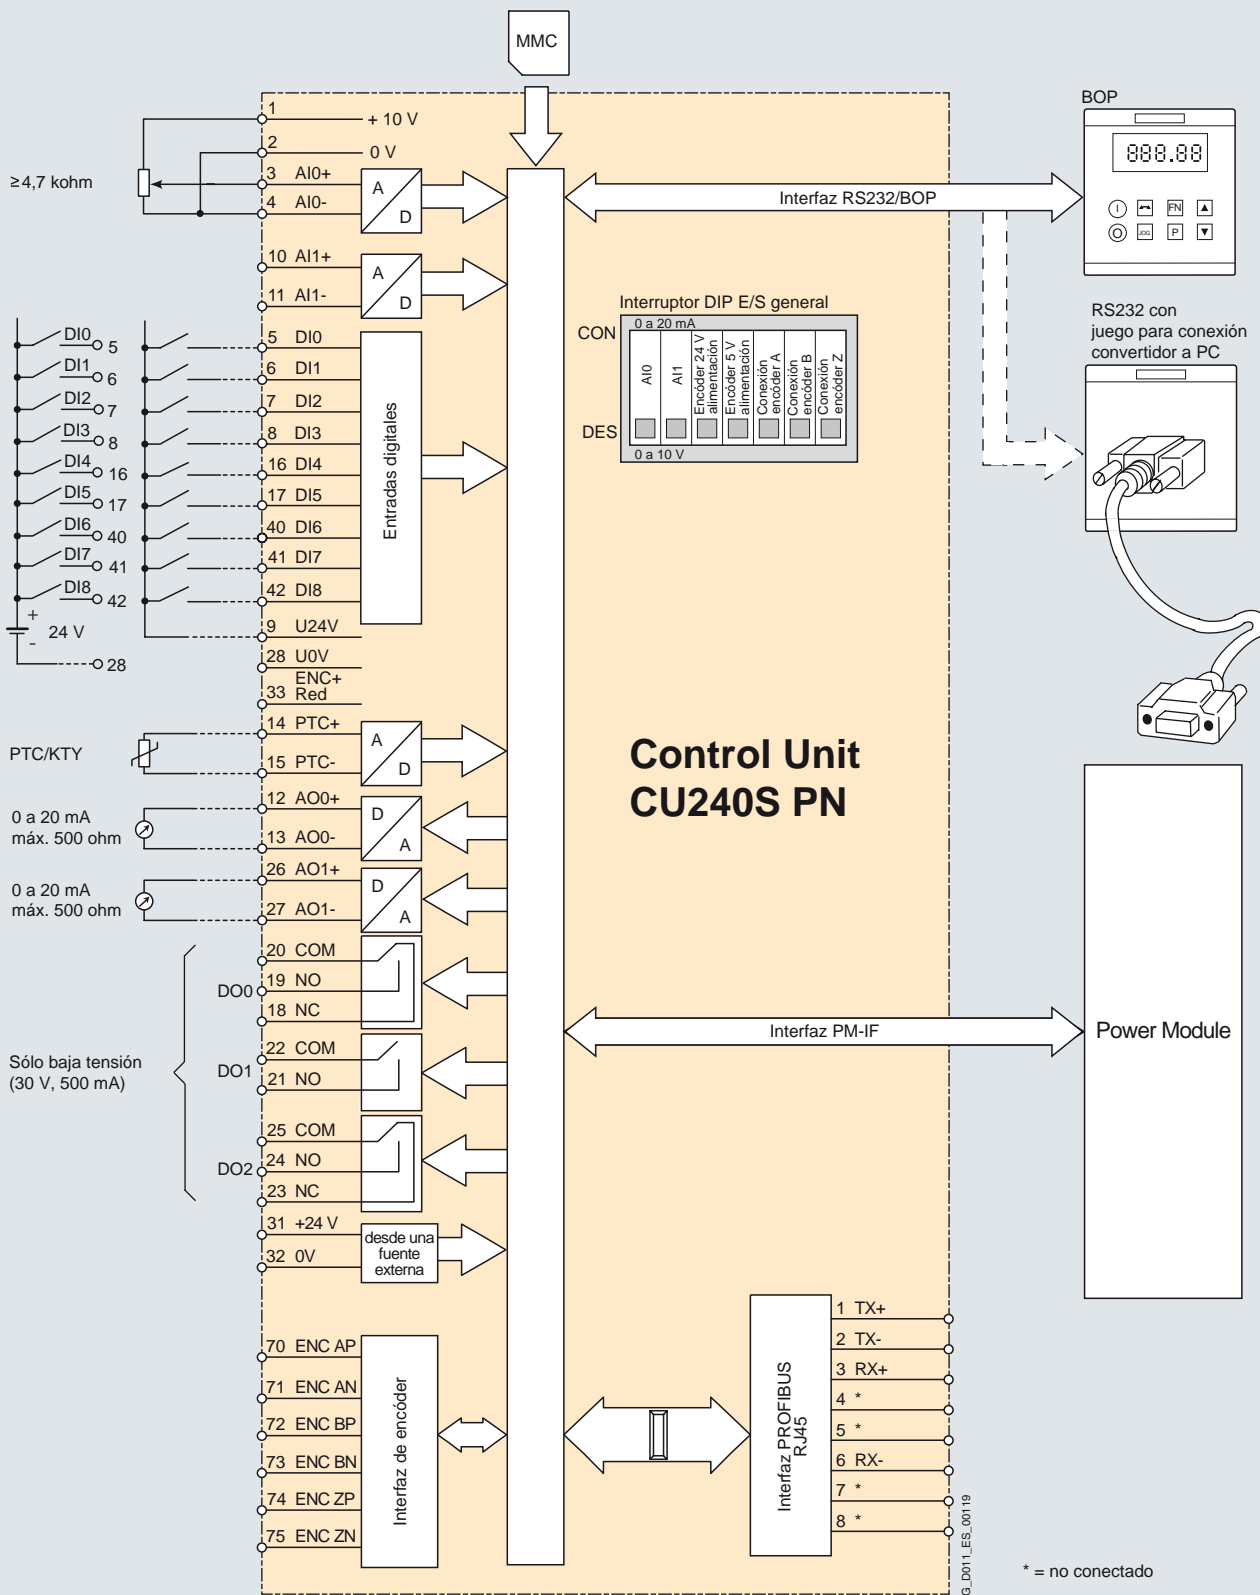 MMC
BOP
888.88
FN
JOG
P
1
+ 10 V
2
0 V
≥4,7 kohm
3 AI0+
4 AI0-
A
D
Interfaz RS232/BOP
10 AI1+
11 AI1-
A
D
Interruptor DIP E/S general
CON
0 a 20 mA
AI0
AI1
Encóder 24 V
alimentación
Encóder 5 V
alimentación
Conexión
encóder A
Conexión
encóder B
Conexión
encóder Z
DES
0 a 10 V
RS232 con
juego para conexión
convertidor a PC
DI0 5
DI1 6
DI2 7
DI3 8
DI4 16
DI5 17
DI6 40
DI7 41
DI8 42
+
-
24 V
28
5 DI0
6 DI1
7 DI2
8 DI3
16 DI4
17 DI5
40 DI6
41 DI7
42 DI8
Entradas digitales
9 U24V
28 U0V
ENC+
33 Red
PTC/KTY
14 PTC+
15 PTC-
A
D
Control Unit
CU240S PN
0 a 20 mA
máx. 500 ohm
12 AO0+
13 AO0-
D
A
0 a 20 mA
máx. 500 ohm
26 AO1+
27 AO1-
D
A
Sólo baja tensión
(30 V, 500 mA)
DO0
20 COM
19 NO
18 NC
DO1
22 COM
21 NO
DO2
25 COM
24 NO
23 NC
Interfaz PM-IF
Power Module
31 +24 V
32 0V
desde una
fuente
externa
70 ENC AP
71 ENC AN
72 ENC BP
73 ENC BN
74 ENC ZP
75 ENC ZN
Interfaz de encóder
Interfaz PROFIBUS
RJ45
1 TX+
2 TX-
3 RX+
4 *
5 *
6 RX-
7 *
8 *
G_D011_ES_00119
* = no conectado